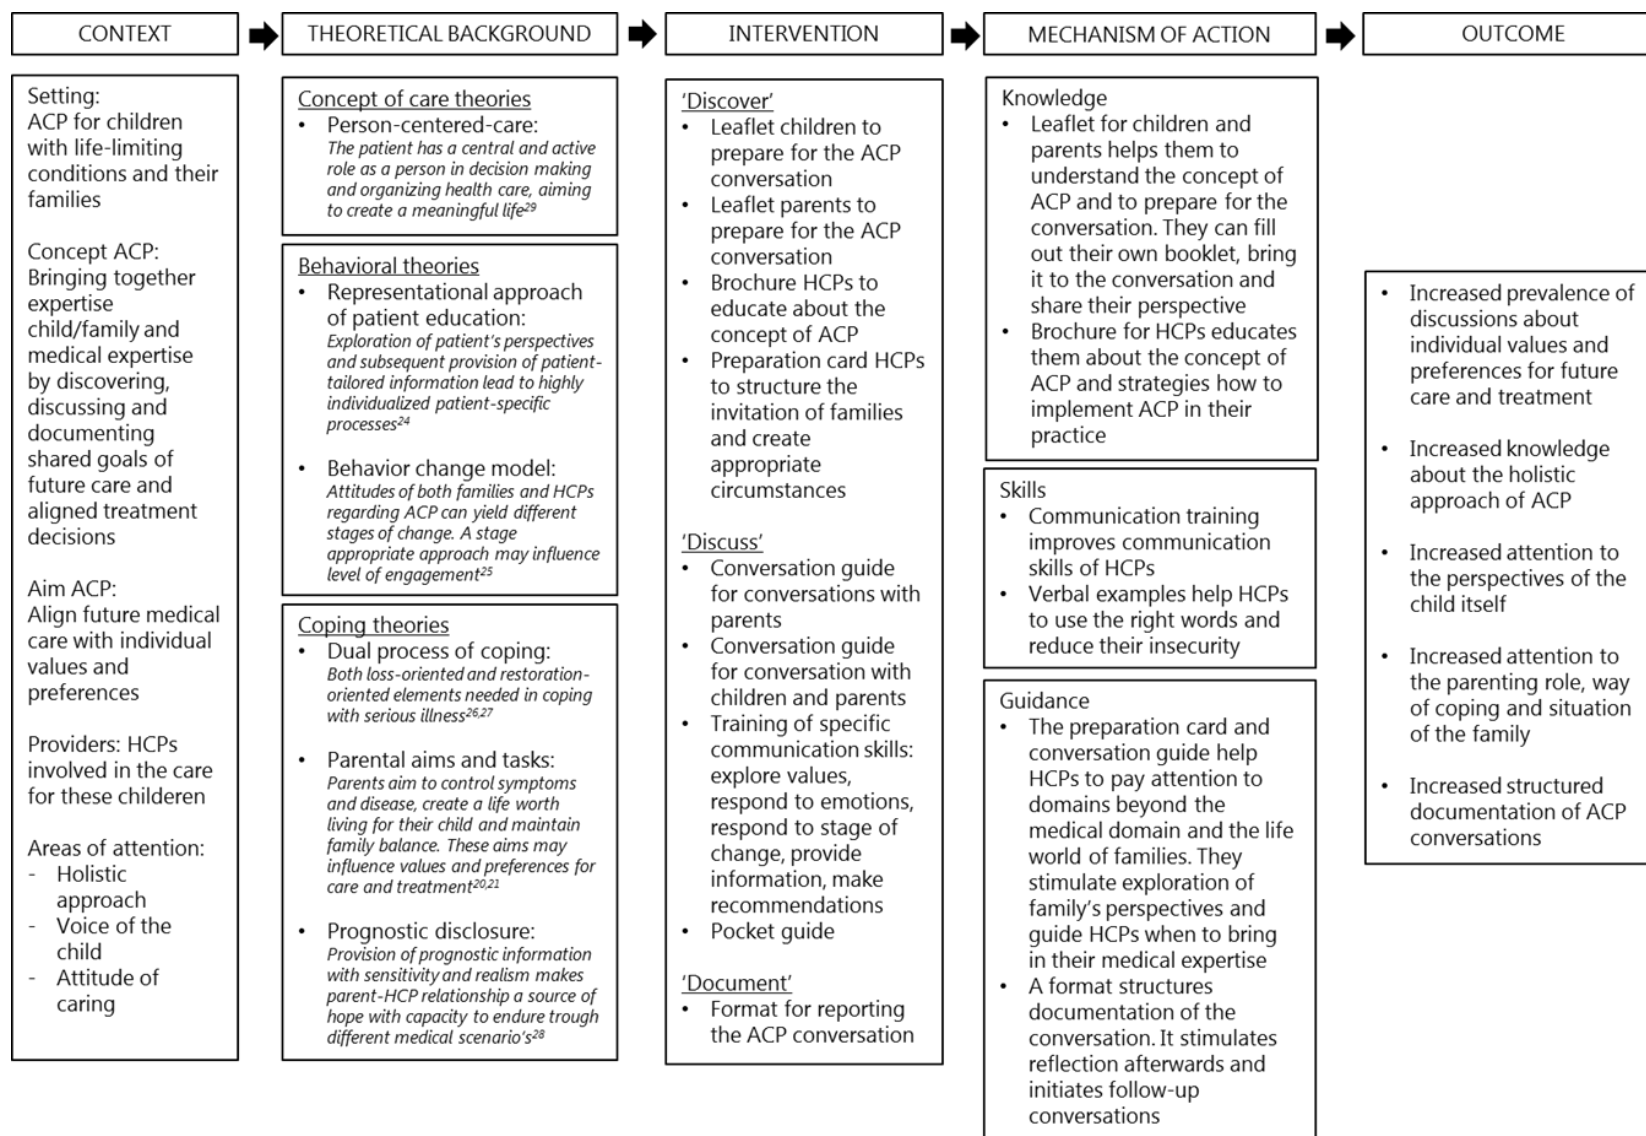 CONTEXT
THEORETICAL BACKGROUND
INTERVENTION
MECHANISM OF ACTION
OUTCOME
Setting:
ACP for children
with life-limiting
conditions and their
families
Concept ACP:
Bringing together
expertise
child/family and
medical expertise
by discovering,
discussing and
documenting
shared goals of
future care and
aligned treatment
decisions
Aim ACP:
Align future medical
care with individual
values and
preferences
Providers: HCPs
involved in the care
for these childeren
Areas of attention:
- Holistic
approach
- Voice of the
child
- Attitude of
caring
Concept of care theories
• Person-centered-care:
The patient has a central and active
role as a person in decision making
and organizing health care, aiming
to create a meaningful life29
Behavioral theories
• Representational approach
of patient education:
Exploration of patient's perspectives
and subsequent provision of patient-
tailored information lead to highly
individualized patient-specific
processes24
• Behavior change model:
Attitudes of both families and HCPs
regarding ACP can yield different
stages of change. A stage
appropriate approach may influence
level of engagement25
Coping theories
• Dual process of coping:
Both loss-oriented and restoration-
oriented elements needed in coping
with serious illness26,27
• Parental aims and tasks:
Parents aim to control symptoms
and disease, create a life worth
living for their child and maintain
family balance. These aims may
influence values and preferences for
care and treatment20,21
• Prognostic disclosure:
Provision of prognostic information
with sensitivity and realism makes
parent-HCP relationship a source of
hope with capacity to endure trough
different medical scenario's28
'Discover'
• Leaflet children to
prepare for the ACP
conversation
• Leaflet parents to
prepare for the ACP
conversation
• Brochure HCPs to
educate about the
concept of ACP
• Preparation card HCPs
to structure the
invitation of families
and create
appropriate
circumstances
'Discuss'
• Conversation guide
for conversations with
parents
• Conversation guide
for conversation with
children and parents
• Training of specific
communication skills:
explore values,
respond to emotions,
respond to stage of
change, provide
information, make
recommendations
• Pocket guide
'Document'
• Format for reporting
the ACP conversation
Knowledge
• Leaflet for children and
parents helps them to
understand the concept of
ACP and to prepare for the
conversation. They can fill
out their own booklet, bring
it to the conversation and
share their perspective
• Brochure for HCPs educates
them about the concept of
ACP and strategies how to
implement ACP in their
practice
Skills
• Communication training
improves communication
skills of HCPs
• Verbal examples help HCPs
to use the right words and
reduce their insecurity
Guidance
• The preparation card and
conversation guide help
HCPs to pay attention to
domains beyond the
medical domain and the life
world of families. They
stimulate exploration of
family's perspectives and
guide HCPs when to bring
in their medical expertise
• A format structures
documentation of the
conversation. It stimulates
reflection afterwards and
initiates follow-up
conversations
• Increased prevalence of
discussions about
individual values and
preferences for future
care and treatment
• Increased knowledge
about the holistic
approach of ACP
• Increased attention to
the perspectives of the
child itself
• Increased attention to
the parenting role, way
of coping and situation
of the family
• Increased structured
documentation of ACP
conversations